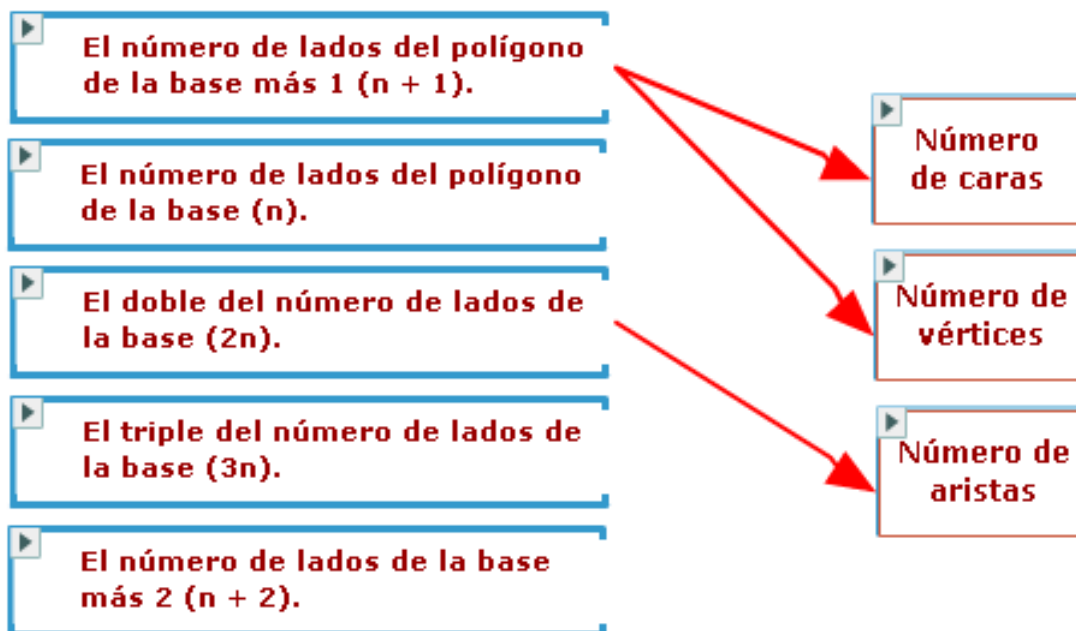 El número de lados del polígono
de la base más 1 (n + 1).
El número de lados del polígono
de la base (n).
El doble del número de lados de
la base (2n).
El triple del número de lados de
la base (3n).
El número de lados de la base
más 2 (n + 2).
Número
de caras
Número de
vértices
Número de
aristas